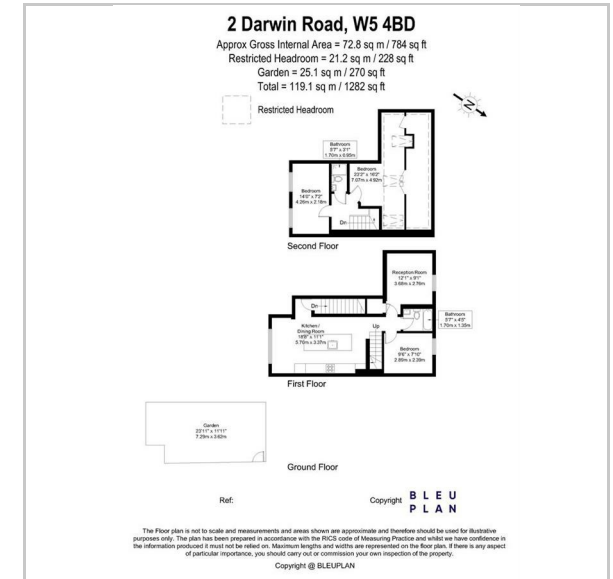 2 Darwin Road, W5 4BD
Approx Gross Internal Area = 72.8 sq m / 784 sq ft
Restricted Headroom = 21.2 sq m / 228 sq ft
Garden = 25.1 sq m / 270 sq ft
Total = 119.1 sq m / 1282 sq ft
Restricted Headroom
N
Bathroom
5'7" x 3'1"
1.70m x 0.95m
Bedroom
14'0" x 7'2"
4.26m x 2.18m
Bedroom
23'2" x 16'2"
7.07m x 4.92m
Dn
Second Floor
Reception Room
12'1" x 9'1"
3.68m x 2.76m
Dn
Bathroom
5'7" x 4'5"
1.70m x 1.35m
Kitchen /
Dining Room
18'9" x 11'1"
5.70m x 3.37m
Up
Bedroom
9'6" x 7'10"
2.89m x 2.39m
First Floor
Garden
23'11" x 11'11"
7.29m x 3.62m
Ground Floor
Ref:
Copyright
BLEU
PLAN
The Floor plan is not to scale and measurements and areas shown are approximate and therefore should be used for illustrative
purposes only. The plan has been prepared in accordance with the RICS code of Measuring Practice and whilst we have confidence in
the information produced it must not be relied on. Maximum lengths and widths are represented on the floor plan. If there is any aspect
of particular importance, you should carry out or commission your own inspection of the property.
Copyright @ BLEUPLAN